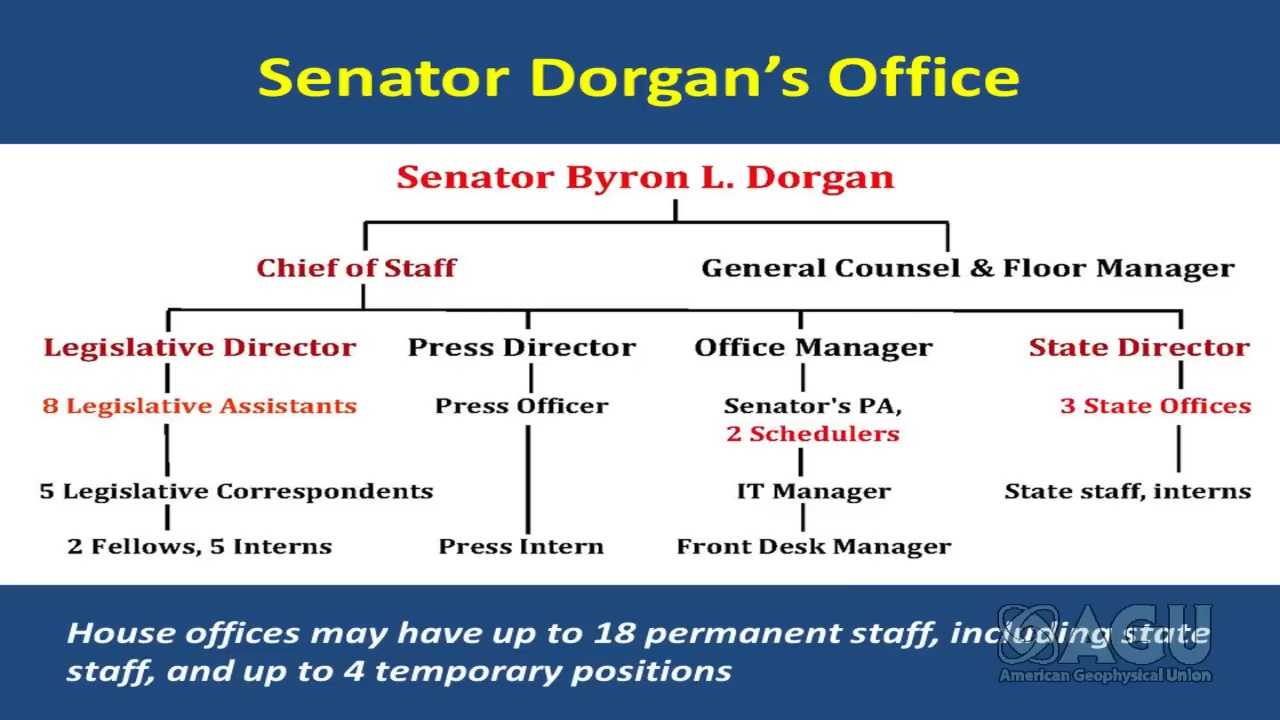 Senator Dorgan's Office
Senator Byron L. Dorgan
Chief of Staff
General Counsel & Floor Manager
Legislative Director
Press Director
Office Manager
State Director
8 Legislative Assistants
Press Officer
Senator's PA,
2 Schedulers
3 State Offices
5 Legislative Correspondents
IT Manager
State staff, interns
2 Fellows, 5 Interns
Press Intern
Front Desk Manager
House offices may have up to 18 permanent staff, including state
staff, and up to 4 temporary positions
AGU
American Geophysical Union